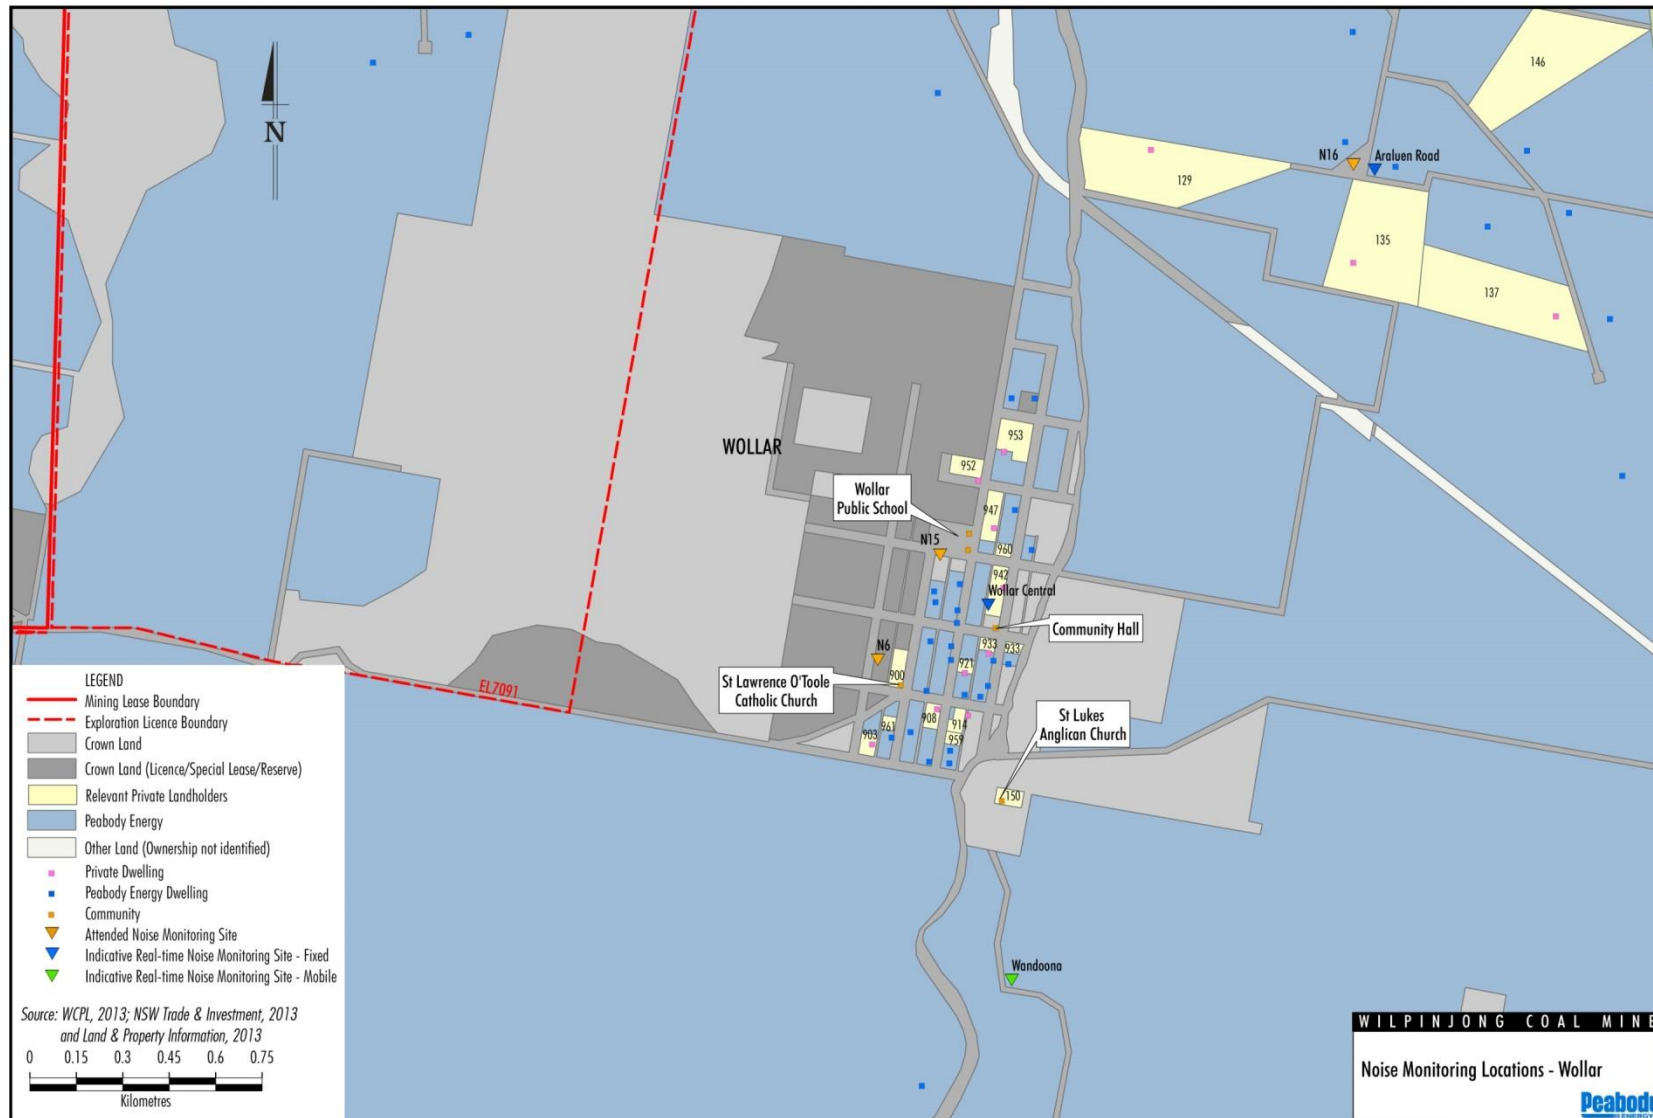 146
N16
Araluen Road
129
135
137
N
WOLLAR
953
952
Wollar
Public School
947
N15
960
942
Wollar Central
Community Hall
933
933
N6
921
900
St Lawrence O'Toole
Catholic Church
EL7091
908
914
961
903
959
St Lukes
Anglican Church
150
Wandoona
LEGEND
Mining Lease Boundary
Exploration Licence Boundary
Crown Land
Crown Land (Licence/Special Lease/Reserve)
Relevant Private Landholders
Peabody Energy
Other Land (Ownership not identified)
Private Dwelling
Peabody Energy Dwelling
Community
Attended Noise Monitoring Site
Indicative Real-time Noise Monitoring Site - Fixed
Indicative Real-time Noise Monitoring Site - Mobile
Source: WCPL, 2013; NSW Trade & Investment, 2013
and Land & Property Information, 2013
0 0.15 0.3 0.45 0.6 0.75
Kilometres
WILPINJONG COAL MINE
Noise Monitoring Locations - Wollar
Peabody
ENERGY